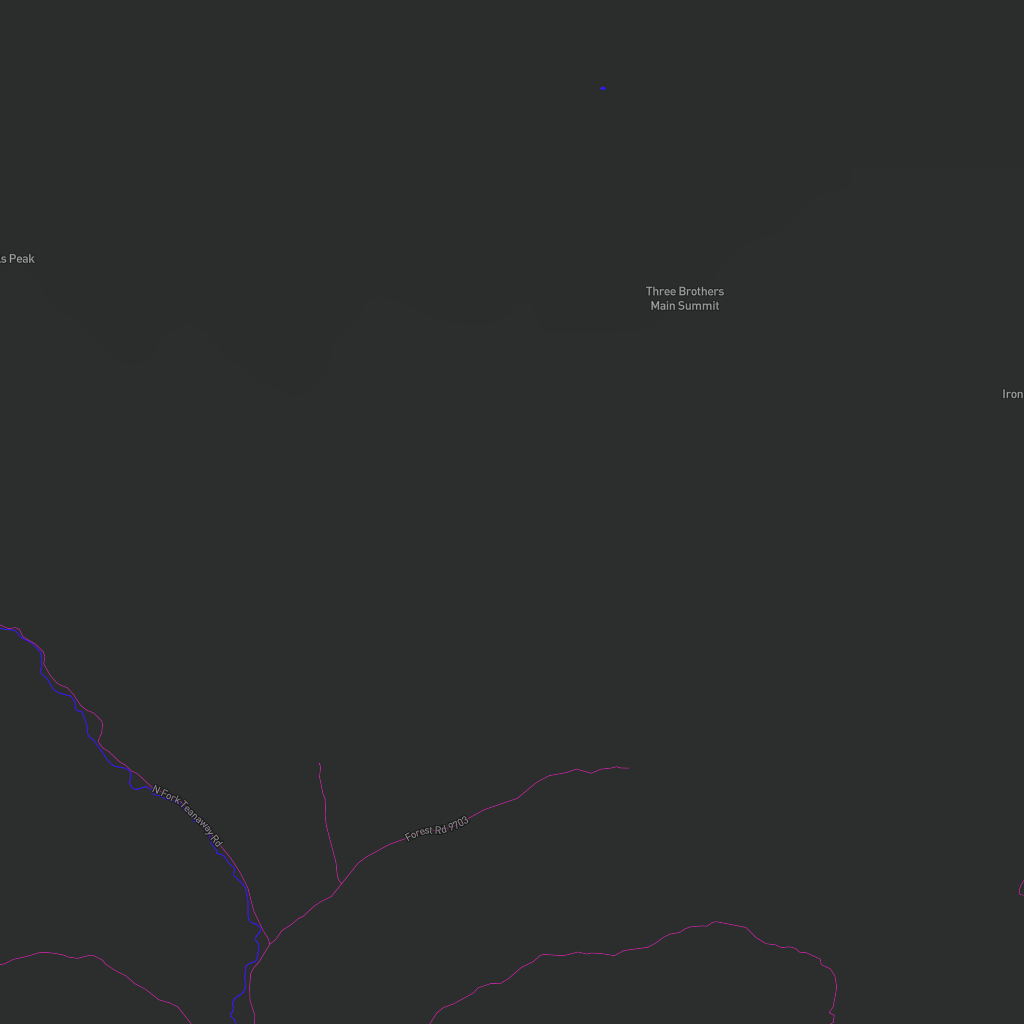 s Peak
Three Brothers
Main Summit
Iron
N Fork Teanaway Rd
Forest Rd 9703